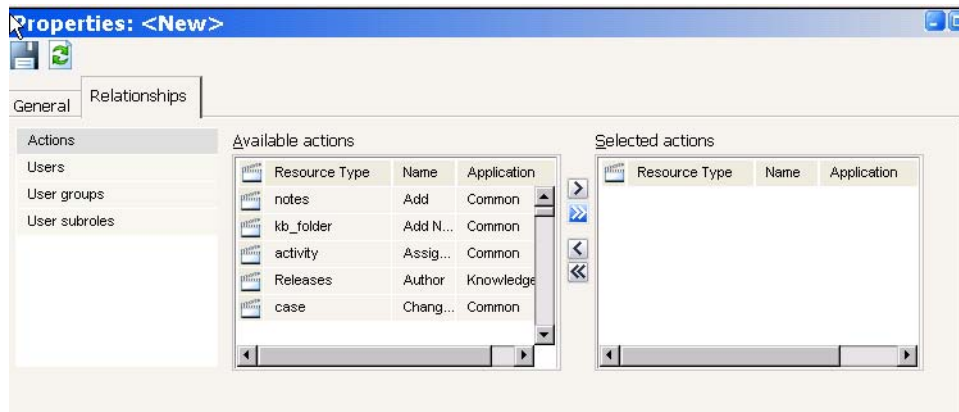 Properties: <New>
General Relationships
Actions
Users
User groups
User subroles
Available actions
Resource Type Name Application
notes Add Common
kb_folder Add N... Common
activity Assig... Common
Releases Author Knowledge
case Chang... Common
Selected actions
Resource Type Name Application